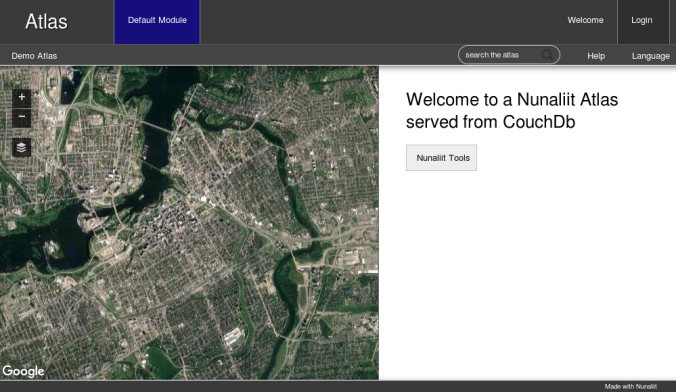 Atlas
Default Module
Welcome
Login
Demo Atlas
search the atlas
Help
Language
+
−
Welcome to a Nunaliit Atlas
served from CouchDb
Nunaliit Tools
Google
Made with Nunaliit